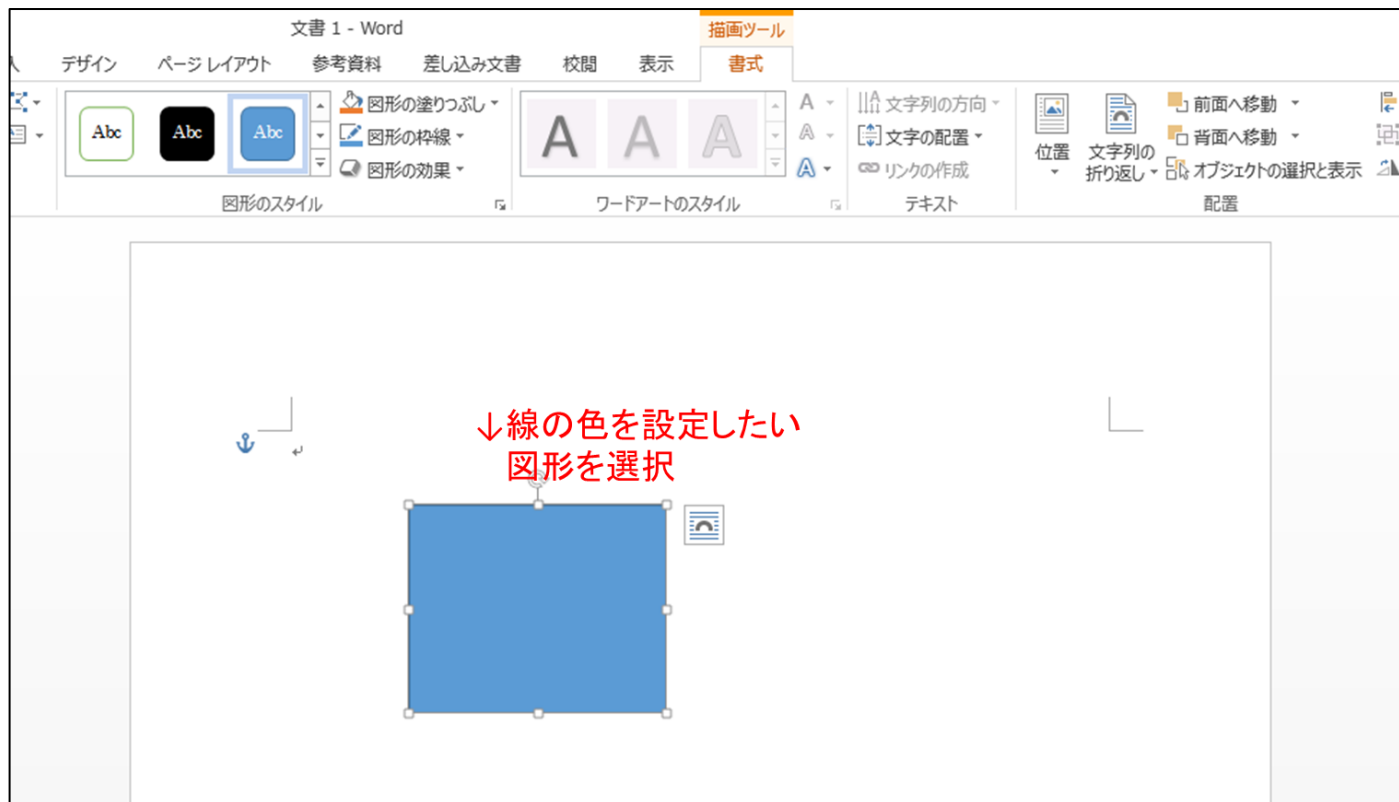 文書 1 - Word
描画ツール
デザイン ページ レイアウト 参考資料 差し込み文書 校閲 表示 書式
Abc Abc Abc
図形の塗りつぶし
図形の枠線
図形の効果
図形のスタイル
A A A
ワードアートのスタイル
A
A
A
文字列の方向
文字の配置
リンクの作成
テキスト
位置
文字列の
折り返し
前面へ移動
背面へ移動
オブジェクトの選択と表示
配置
↓線の色を設定したい
図形を選択